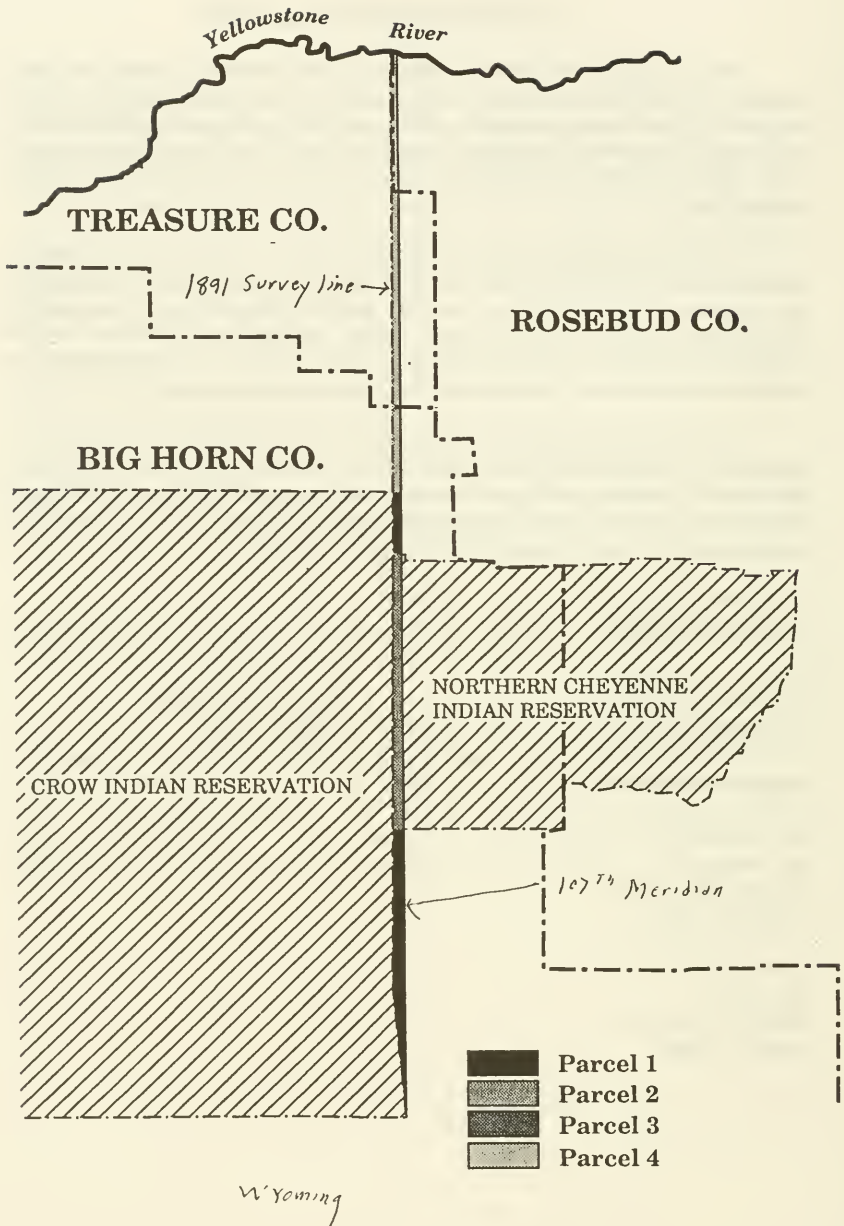 Yellowstone River
TREASURE CO.
1891 Survey line
ROSEBUD CO.
BIG HORN CO.
NORTHERN CHEYENNE
INDIAN RESERVATION
CROW INDIAN RESERVATION
107Th Meridian
Parcel 1
Parcel 2
Parcel 3
Parcel 4
Wyoming